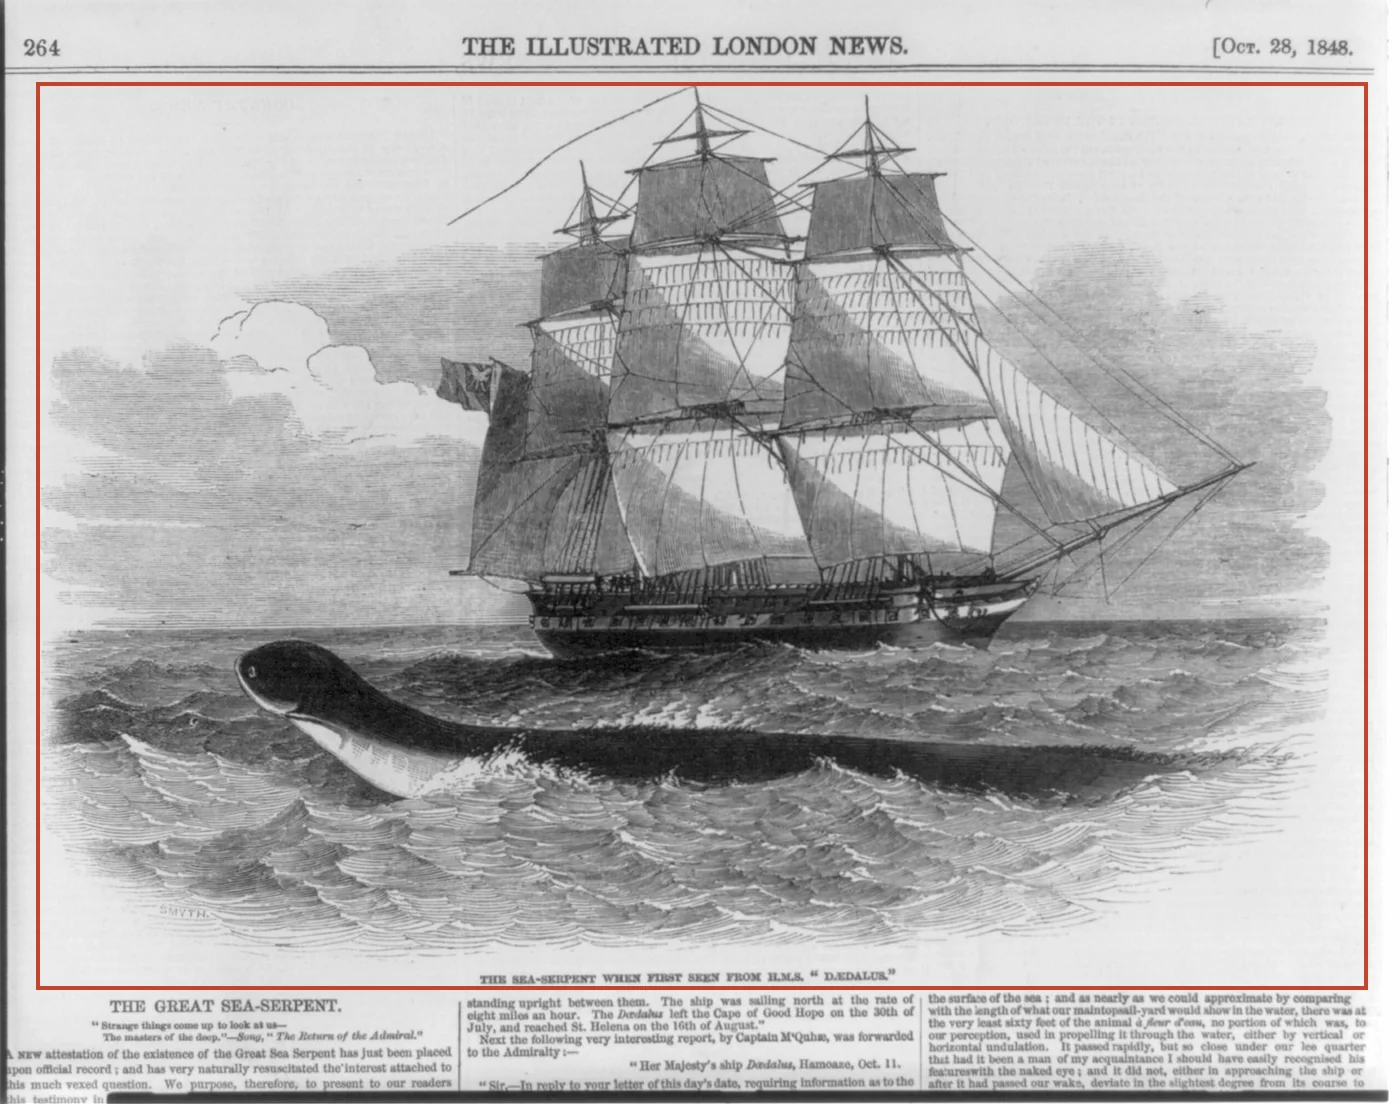 264
THE ILLUSTRATED LONDON NEWS.
[Oct. 28, 1848.
SMYTH.
THE SEA-SERPENT WHEN FIRST SEEN FROM H.M.S. “ DÆDALUS.”
THE GREAT SEA-SERPENT.
“ Strange things come up to look at us—
The masters of the deep.”—Song, “ The Return of the Admiral.”
A NEW attestation of the existence of the Great Sea Serpent has just been placed
upon official record ; and has very naturally resuscitated the interest attached to
this much vexed question. We purpose, therefore, to present to our readers
this testimony in
standing upright between them. The ship was sailing north at the rate of
eight miles an hour. The Dædalus left the Cape of Good Hope on the 30th of
July, and reached St. Helena on the 16th of August.”
Next the following very interesting report, by Captain M‘Quhæ, was forwarded
to the Admiralty :—
“ Her Majesty's ship Dædalus, Hamoaze, Oct. 11.
“ Sir,—In reply to your letter of this day's date, requiring information as to the
the surface of the sea ; and as nearly as we could approximate by comparing
with the length of what our maintopsail-yard would show in the water, there was at
the very least sixty feet of the animal à fleur d'eau, no portion of which was, to
our perception, used in propelling it through the water, either by vertical or
horizontal undulation. It passed rapidly, but so close under our lee quarter
that had it been a man of my acquaintance I should have easily recognised his
features with the naked eye ; and it did not, either in approaching the ship or
after it had passed our wake, deviate in the slightest degree from its course to